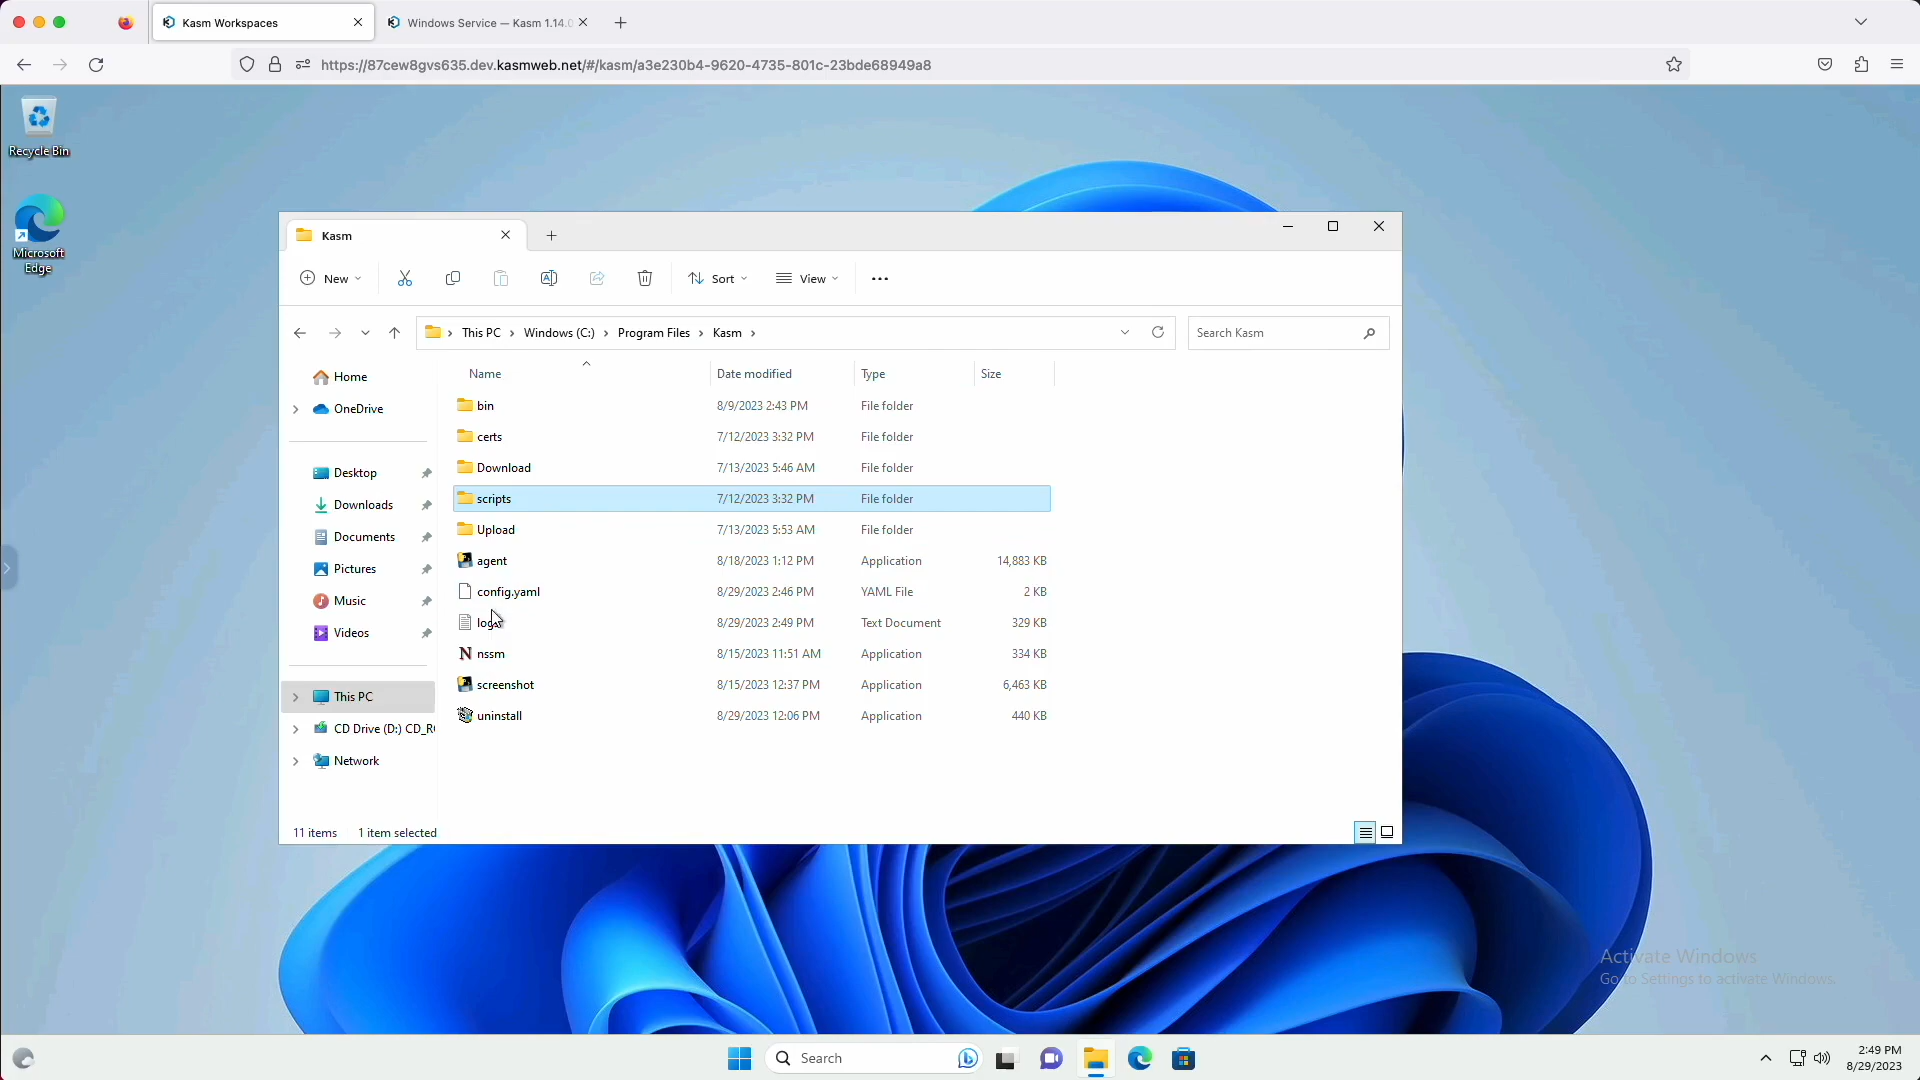 Kasm Workspaces
Windows Service — Kasm 1.14.0
https://87cew8gvs635.dev.kasmweb.net/#/kasm/a3e230b4-9620-4735-801c-23bde68949a8
Recycle Bin
Microsoft
Edge
Kasm
New
Sort
View
This PC > Windows (C:) > Program Files > Kasm >
Search Kasm
Name Date modified Type Size
Home
OneDrive
Desktop
Downloads
Documents
Pictures
Music
Videos
This PC
CD Drive (D:) CD_R
Network
bin 8/9/2023 2:43 PM File folder
certs 7/12/2023 3:32 PM File folder
Download 7/13/2023 5:46 AM File folder
scripts 7/12/2023 3:32 PM File folder
Upload 7/13/2023 5:53 AM File folder
agent 8/18/2023 1:12 PM Application 14,883 KB
config.yaml 8/29/2023 2:46 PM YAML File 2 KB
8/29/2023 2:49 PM Text Document 329 KB
nssm 8/15/2023 11:51 AM Application 334 KB
screenshot 8/15/2023 12:37 PM Application 6,463 KB
uninstall 8/29/2023 12:06 PM Application 440 KB
11 items 1 item selected
Activate Windows
Go to Settings to activate Windows.
Search
2:49 PM
8/29/2023